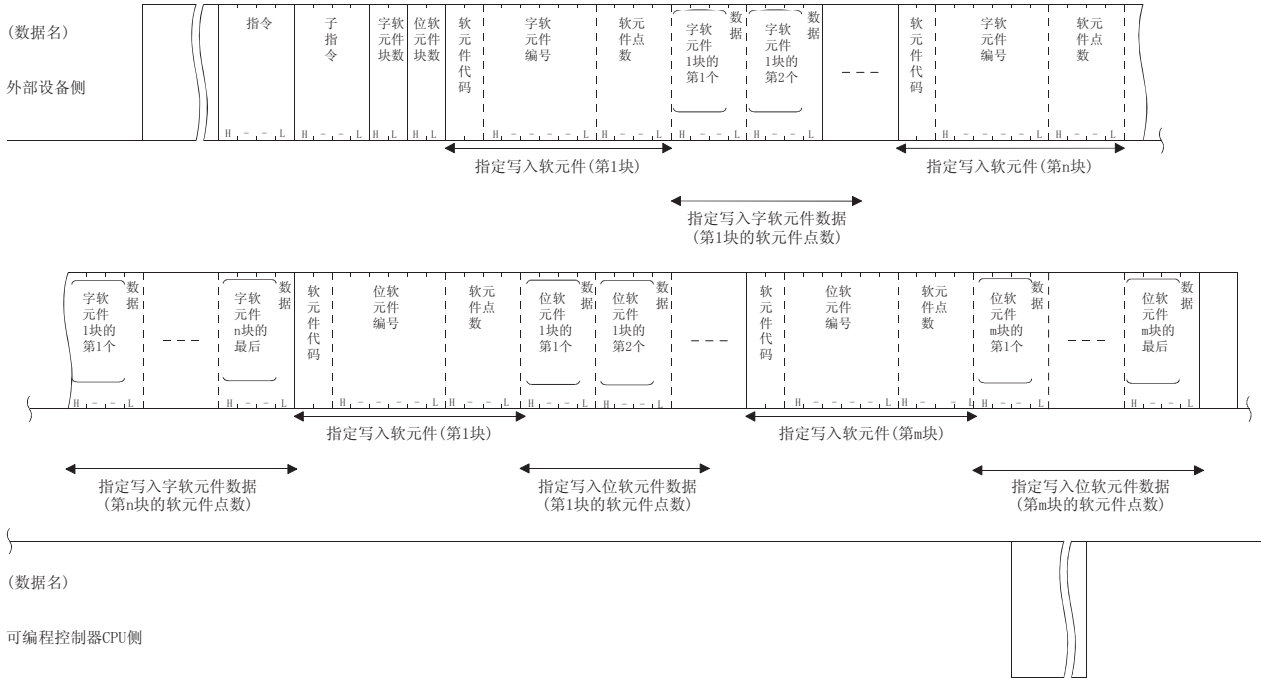 (数据名)
外部设备侧
指令
子指令
字软元件块数
位软元件块数
软元件代码
字软元件编号
软元件点数
字软元件1块的第1个
数据
字软元件1块的第2个
数据
软元件代码
字软元件编号
软元件点数
H - - L H - - L H L H L H - - - - L H - - L H - - L H - - L H - - - - L H - - L
指定写入软元件(第1块)
指定写入软元件(第n块)
指定写入字软元件数据
(第1块的软元件点数)
字软元件1块的第1个
数据
字软元件n块的最后
数据
软元件代码
位软元件编号
软元件点数
位软元件1块的第1个
数据
位软元件1块的第2个
数据
软元件代码
位软元件编号
软元件点数
位软元件m块的第1个
数据
位软元件m块的最后
数据
H - - L H - - L H - - - - L H - - L H - - L H - - L H - - - - L H - - L H - - L H - - L
指定写入软元件(第1块)
指定写入软元件(第m块)
指定写入字软元件数据
(第n块的软元件点数)
指定写入位软元件数据
(第1块的软元件点数)
指定写入位软元件数据
(第m块的软元件点数)
(数据名)
可编程控制器CPU侧